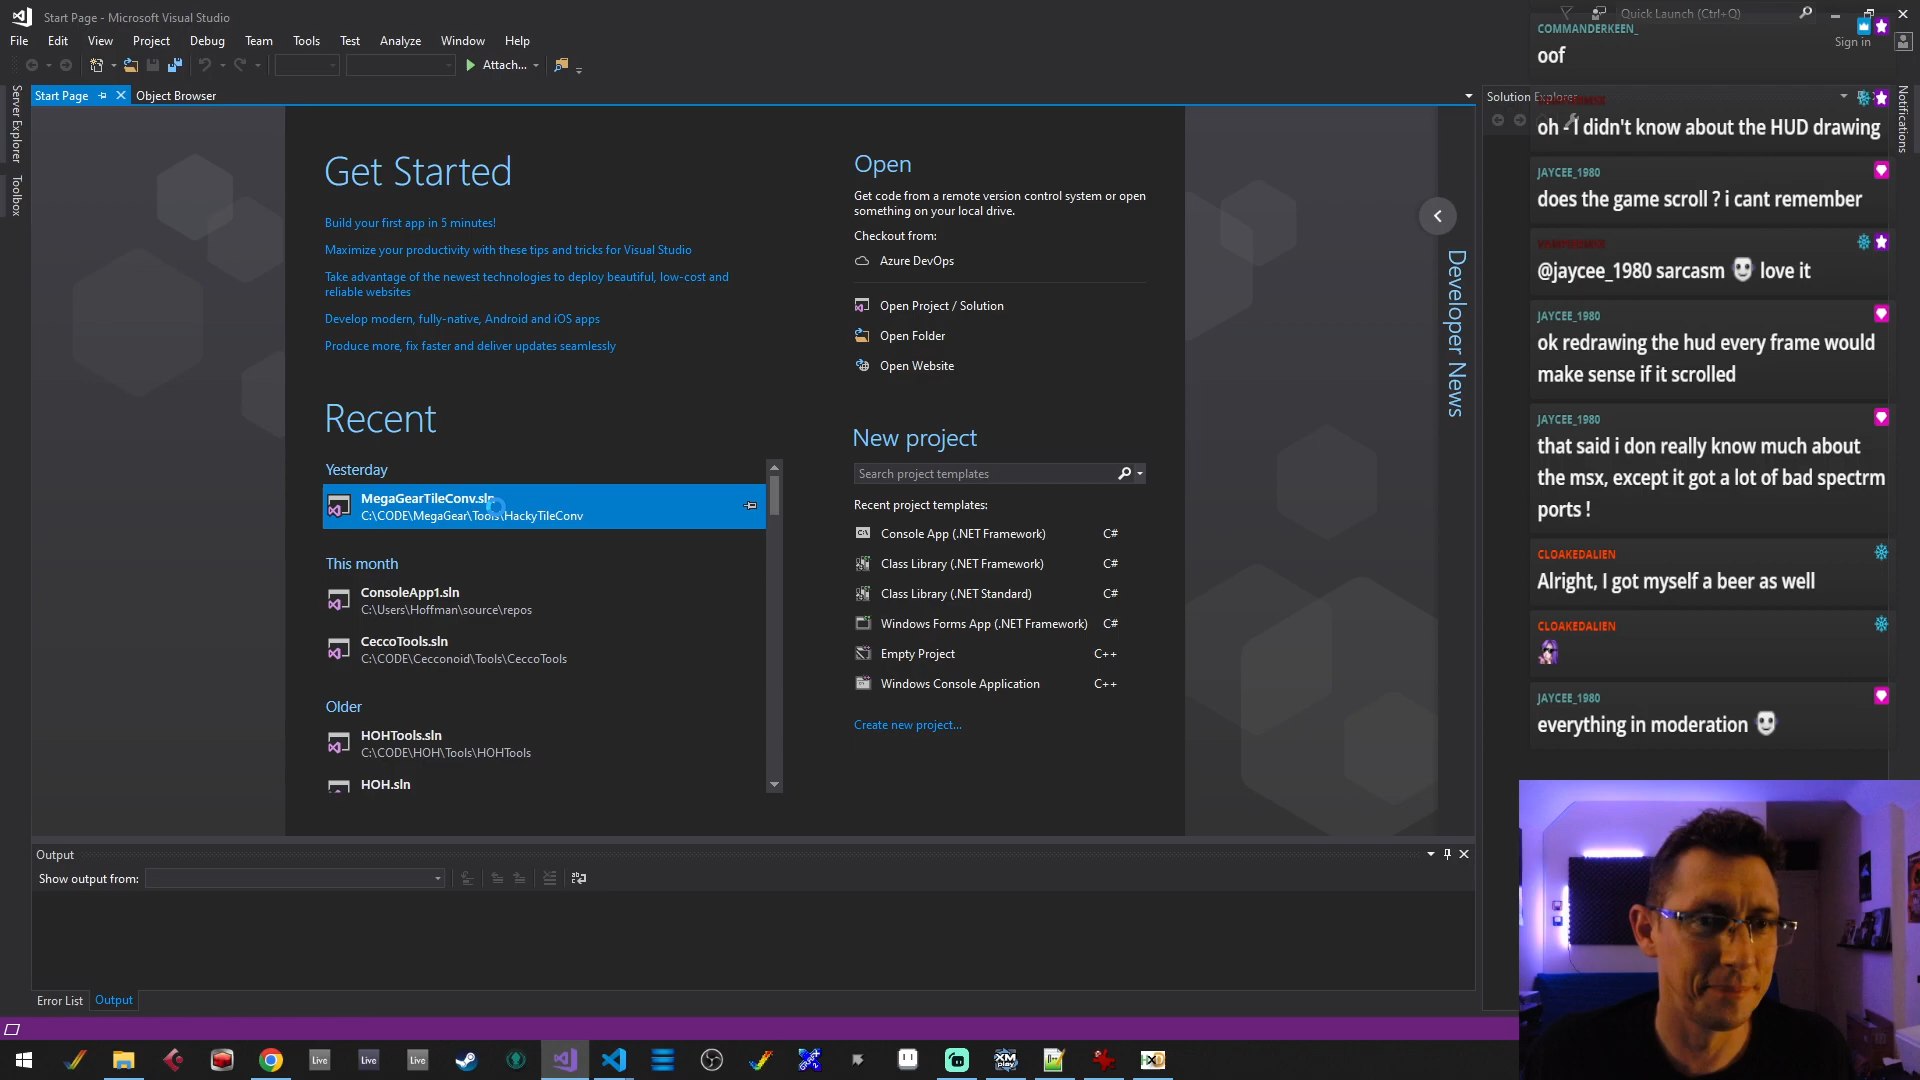 Start Page - Microsoft Visual Studio
Quick Launch (Ctrl+Q)
File Edit View Project Debug Team Tools Test Analyze Window Help
Sign in
Attach...
Server Explorer
Toolbox
Start Page
Object Browser
Solution Explorer
Notifications
Get Started
Build your first app in 5 minutes!
Maximize your productivity with these tips and tricks for Visual Studio
Take advantage of the newest technologies to deploy beautiful, low-cost and
reliable websites
Develop modern, fully-native, Android and iOS apps
Produce more, fix faster and deliver updates seamlessly
Recent
Yesterday
MegaGearTileConv.sln
C:\CODE\MegaGear\Tools\HackyTileConv
This month
ConsoleApp1.sln
C:\Users\Hoffman\source\repos
CeccoTools.sln
C:\CODE\Cecconoid\Tools\CeccoTools
Older
HOHTools.sln
C:\CODE\HOH\Tools\HOHTools
HOH.sln
Open
Get code from a remote version control system or open
something on your local drive.
Checkout from:
Azure DevOps
Open Project / Solution
Open Folder
Open Website
New project
Search project templates
Recent project templates:
Console App (.NET Framework) C#
Class Library (.NET Framework) C#
Class Library (.NET Standard) C#
Windows Forms App (.NET Framework) C#
Empty Project C++
Windows Console Application C++
Create new project...
Developer News
Output
Show output from:
Error List
Output
COMMANDERKEEN_
oof
oh - I didn't know about the HUD drawing
JAYCEE_1980
does the game scroll ? i cant remember
@jaycee_1980 sarcasm love it
JAYCEE_1980
ok redrawing the hud every frame would
make sense if it scrolled
JAYCEE_1980
that said i don really know much about
the msx, except it got a lot of bad spectrm
ports !
CLOAKEDALIEN
Alright, I got myself a beer as well
CLOAKEDALIEN
JAYCEE_1980
everything in moderation
Live
Live
Live
XM
play
HXD